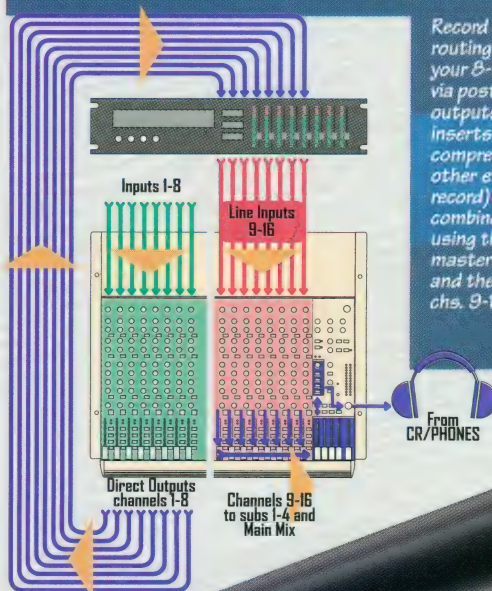 Record
routing
your 8-
via post
outputs
inserts
compre
other e
record)
combin
using th
master
and the
chs. 9-1
Inputs 1-8
Line Inputs
9-16
From
CR/PHONES
Direct Outputs
channels 1-8
Channels 9-16
to subs 1-4 and
Main Mix